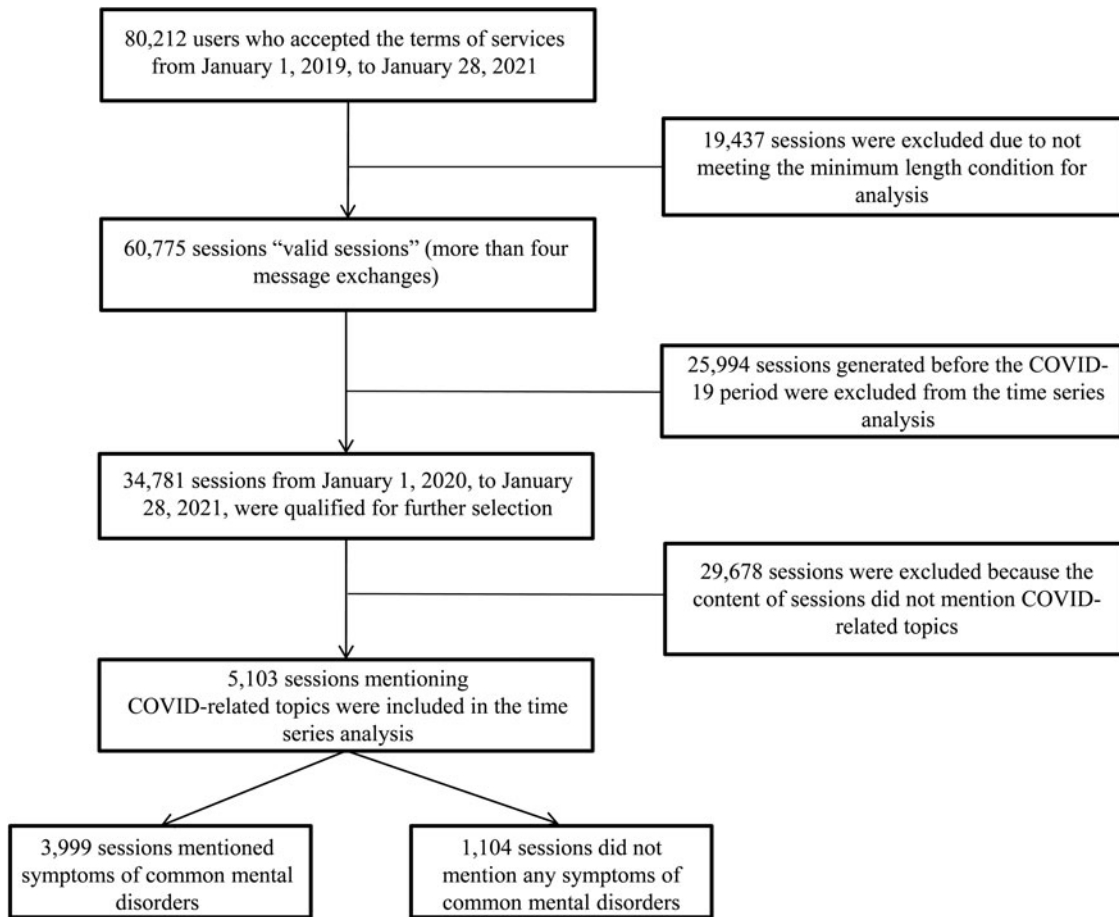 80,212 users who accepted the terms of services
from January 1, 2019, to January 28, 2021
19,437 sessions were excluded due to not
meeting the minimum length condition for
analysis
60,775 sessions “valid sessions” (more than four
message exchanges)
25,994 sessions generated before the COVID-
19 period were excluded from the time series
analysis
34,781 sessions from January 1, 2020, to January
28, 2021, were qualified for further selection
29,678 sessions were excluded because the
content of sessions did not mention COVID-
related topics
5,103 sessions mentioning
COVID-related topics were included in the time
series analysis
3,999 sessions mentioned
symptoms of common mental
disorders
1,104 sessions did not
mention any symptoms of
common mental disorders